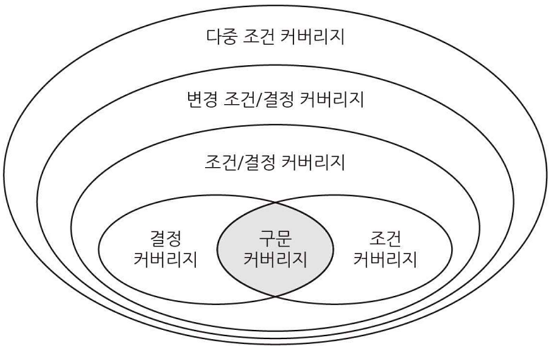 다중 조건 커버리지
변경 조건/결정 커버리지
조건/결정 커버리지
결정
커버리지
구문
커버리지
조건
커버리지